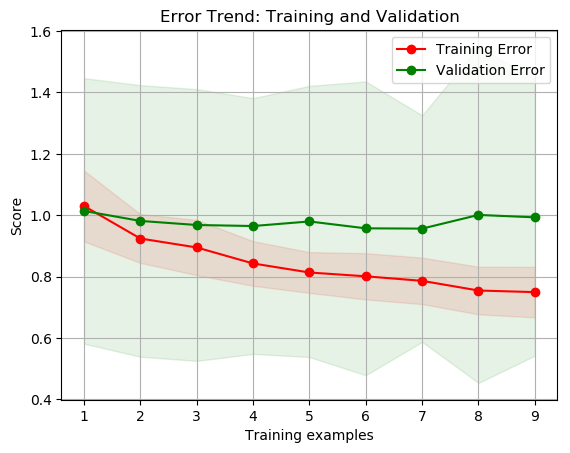 Error Trend: Training and Validation
1.6
1.4
1.2
1.0
0.8
0.6
0.4
Score
Training Error
Validation Error
1 2 3 4 5 6 7 8 9
Training examples